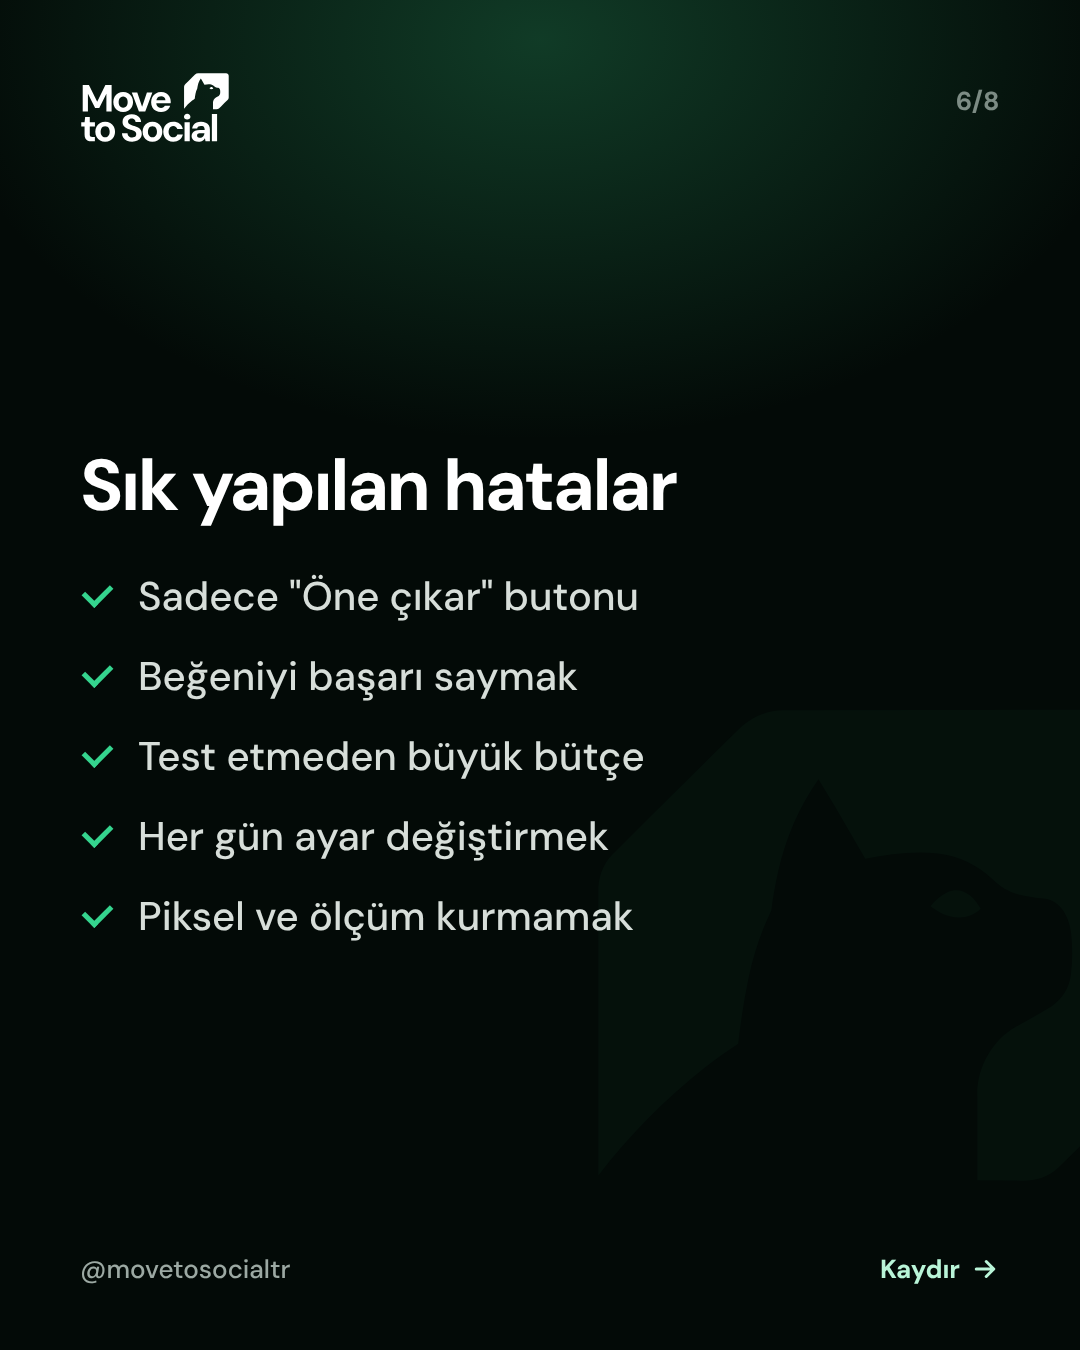 Move
to Social
6/8
Sık yapılan hatalar
Sadece "Öne çıkar" butonu
Beğeniyi başarı saymak
Test etmeden büyük bütçe
Her gün ayar değiştirmek
Piksel ve ölçüm kurmamak
@movetosocialtr
Kaydır →